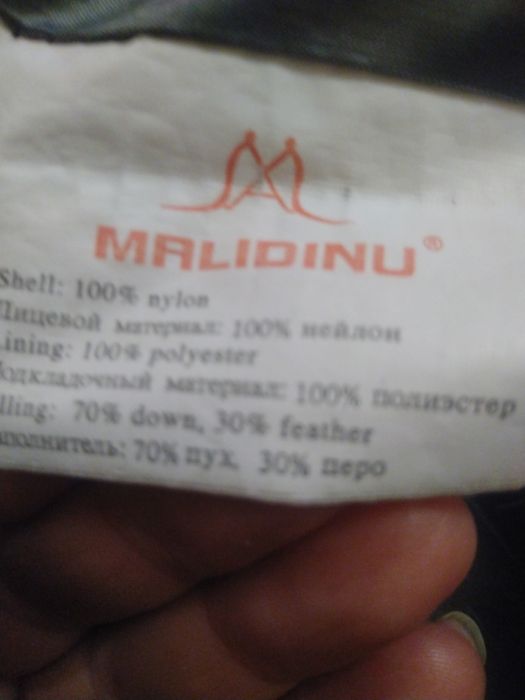 MALIDINU®
Shell: 100% nylon
Лицевой материал: 100% нейлон
Lining: 100% polyester
Подкладочный материал: 100% полиэстер
lling: 70% down, 30% feather
аполнитель: 70% пух, 30% перо